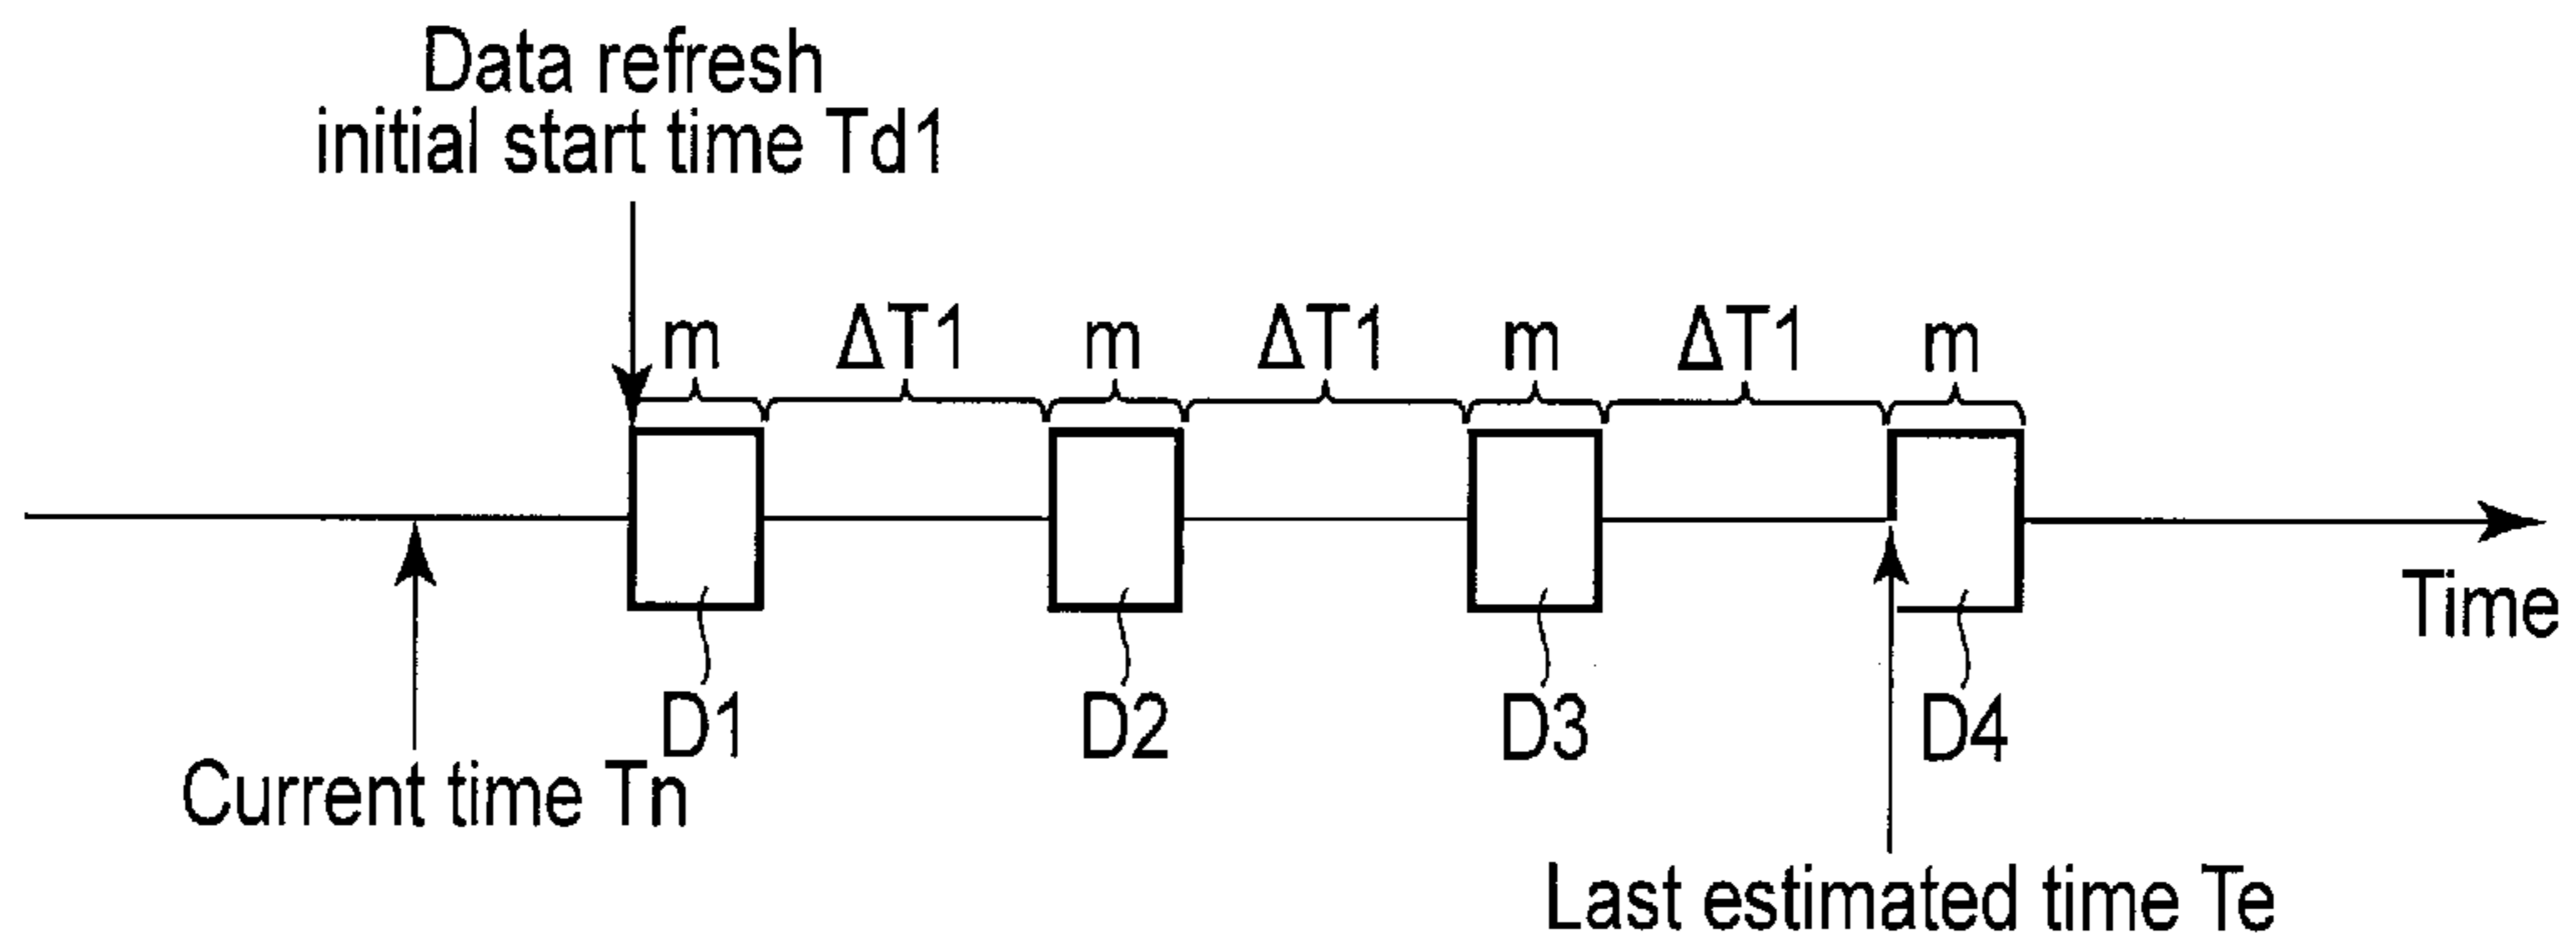 Data refresh
initial start time Td1
m ΔT1 m ΔT1 m ΔT1 m
Time
D1 D2 D3 D4
Current time Tn
Last estimated time Te